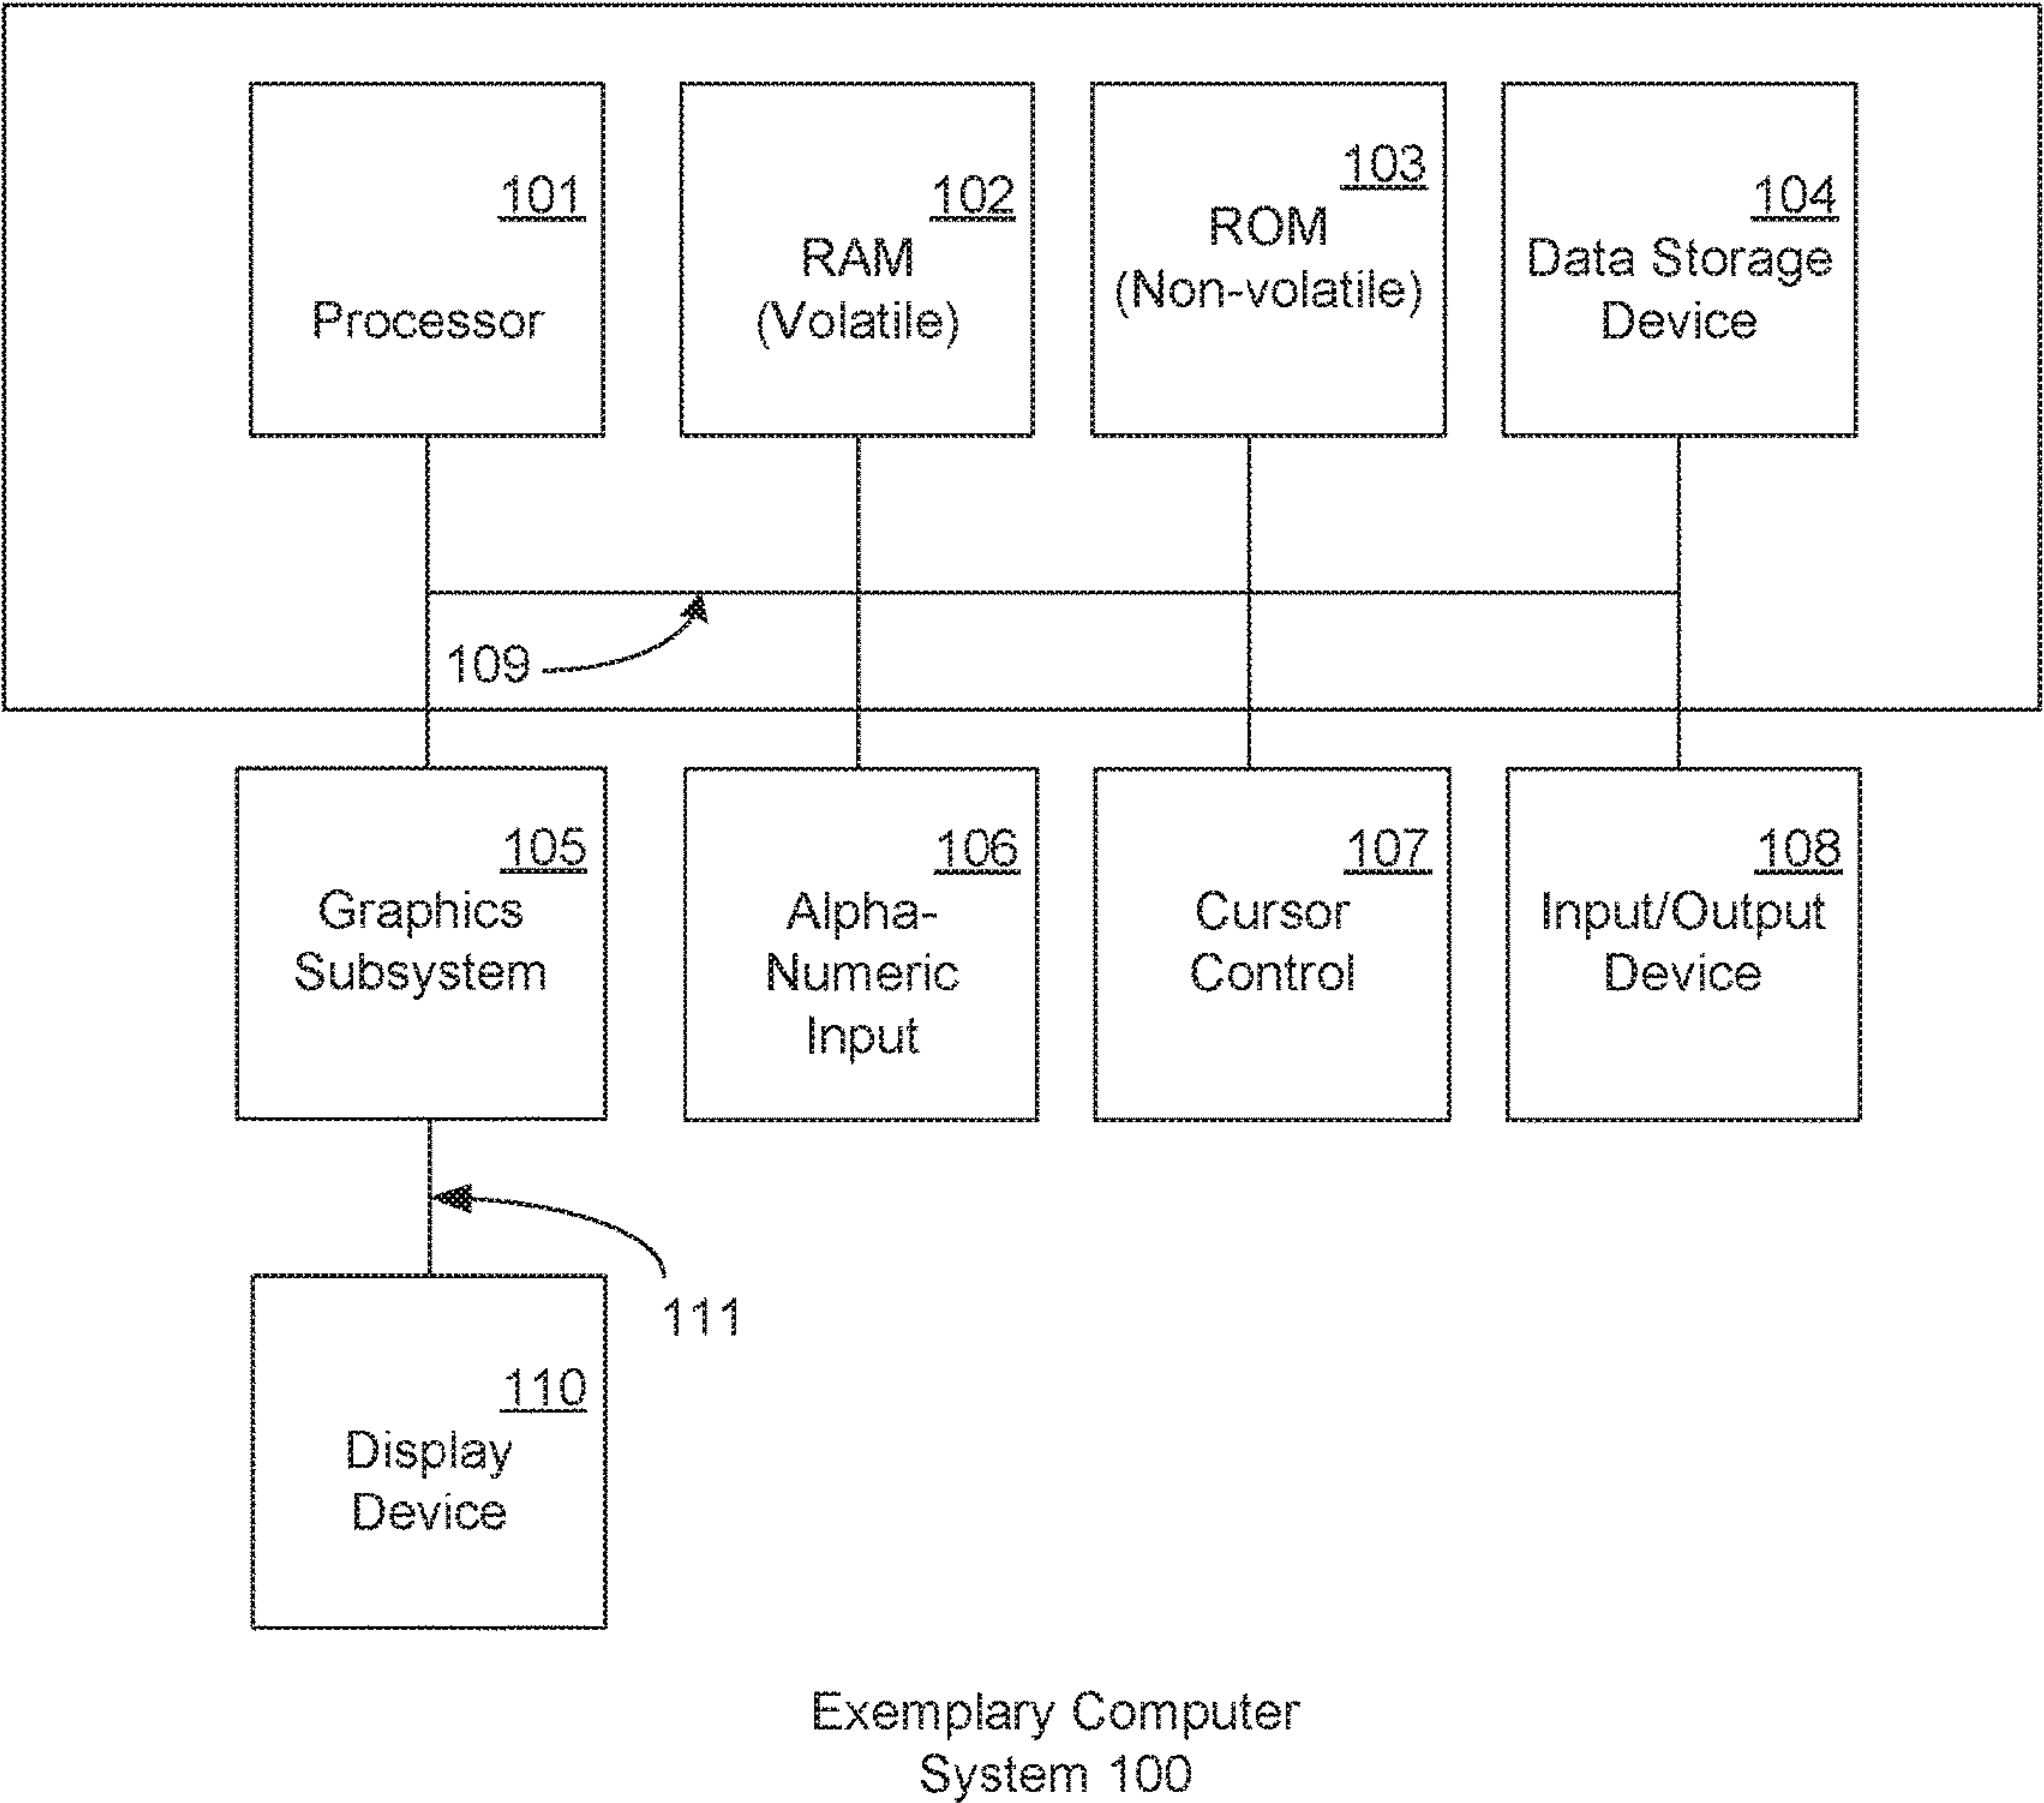 101
Processor
102
RAM
(Volatile)
103
ROM
(Non-volatile)
104
Data Storage
Device
109
105
Graphics
Subsystem
106
Alpha-
Numeric
Input
107
Cursor
Control
108
Input/Output
Device
111
110
Display
Device
Exemplary Computer
System 100